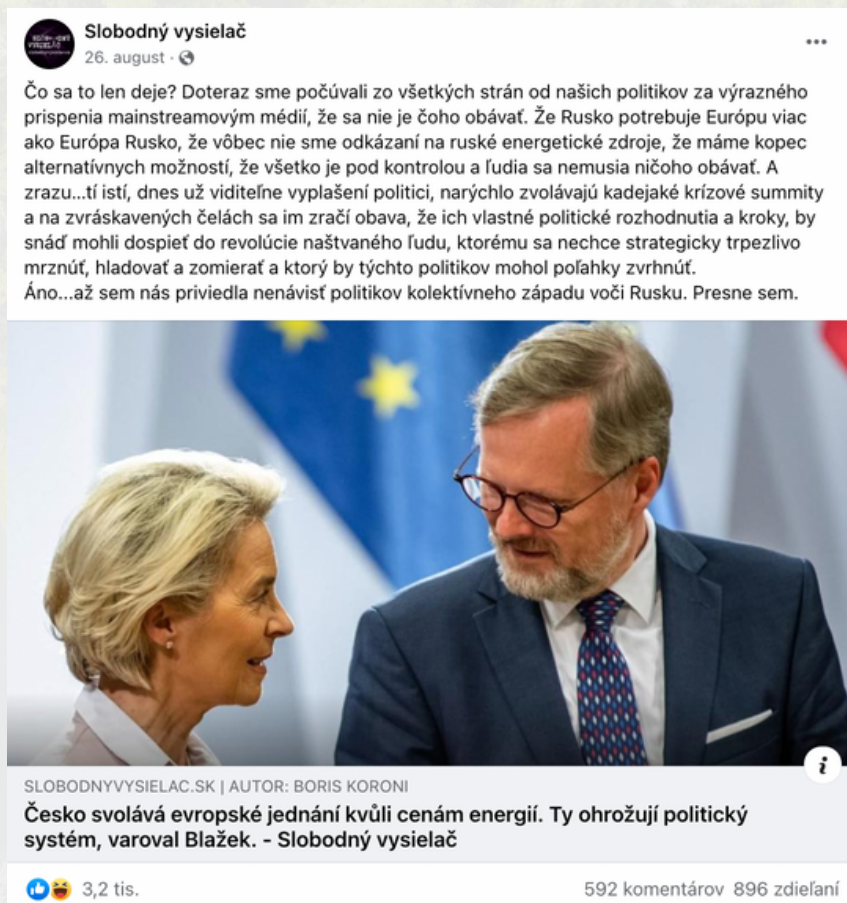 Slobodný vysielač
26. august ·
Čo sa to len deje? Doteraz sme počúvali zo všetkých strán od našich politikov za výrazného
prispenia mainstreamovým médií, že sa nie je čoho obávať. Že Rusko potrebuje Európu viac
ako Európa Rusko, že vôbec nie sme odkázaní na ruské energetické zdroje, že máme kopec
alternatívnych možností, že všetko je pod kontrolou a ľudia sa nemusia ničoho obávať. A
zrazu...tí istí, dnes už viditeľne vyplašení politici, narýchlo zvolávajú kadejaké krízové summity
a na zvráskavených čelách sa im zračí obava, že ich vlastné politické rozhodnutia a kroky, by
snáď mohli dospieť do revolúcie naštvaného ľudu, ktorému sa nechce strategicky trpezlivo
mrznúť, hladovať a zomierať a ktorý by týchto politikov mohol poľahky zvrhnúť.
Áno...až sem nás priviedla nenávisť politikov kolektívneho západu voči Rusku. Presne sem.
SLOBODNYVYSIELAC.SK | AUTOR: BORIS KORONI
Česko svolává evropské jednání kvůli cenám energií. Ty ohrožují politický
systém, varoval Blažek. - Slobodný vysielač
3,2 tis.
592 komentárov 896 zdieľaní